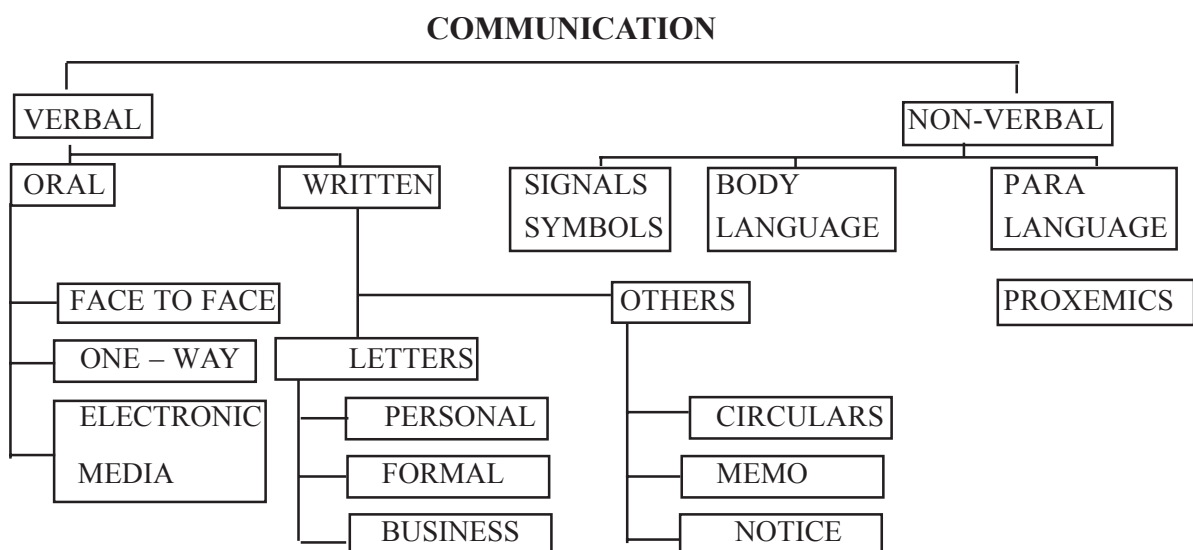 COMMUNICATION
VERBAL
NON-VERBAL
ORAL
WRITTEN
SIGNALS
SYMBOLS
BODY
LANGUAGE
PARA
LANGUAGE
FACE TO FACE
OTHERS
PROXEMICS
ONE – WAY
LETTERS
ELECTRONIC
MEDIA
PERSONAL
CIRCULARS
FORMAL
MEMO
BUSINESS
NOTICE